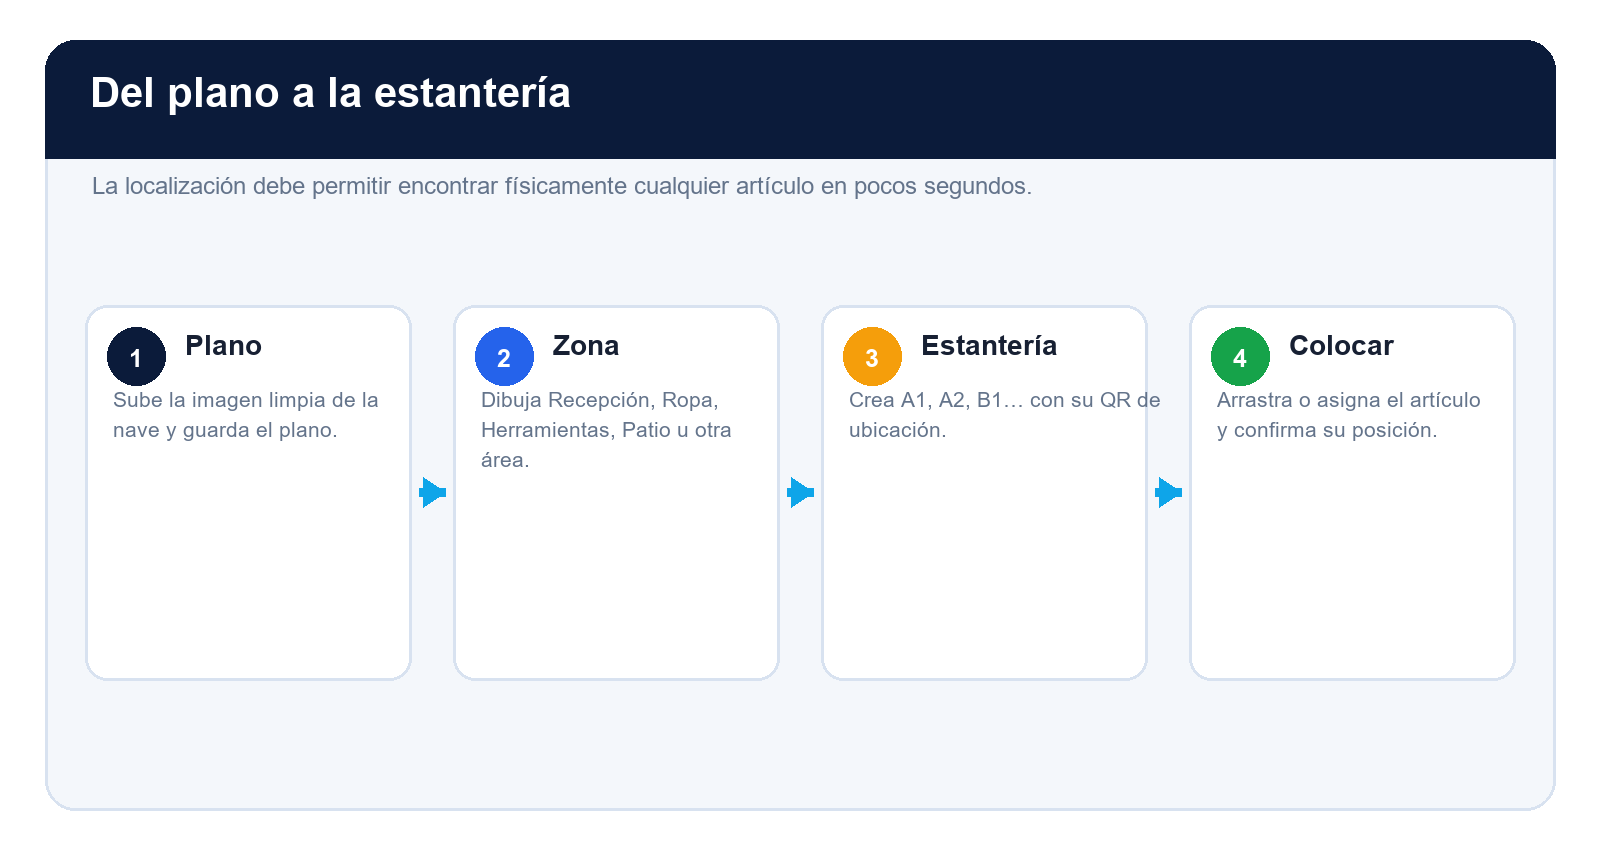 Del plano a la estantería
La localización debe permitir encontrar físicamente cualquier artículo en pocos segundos.
1 Plano
Sube la imagen limpia de la
nave y guarda el plano.
2 Zona
Dibuja Recepción, Ropa,
Herramientas, Patio u otra
área.
3 Estantería
Crea A1, A2, B1… con su QR de
ubicación.
4 Colocar
Arrastra o asigna el artículo
y confirma su posición.